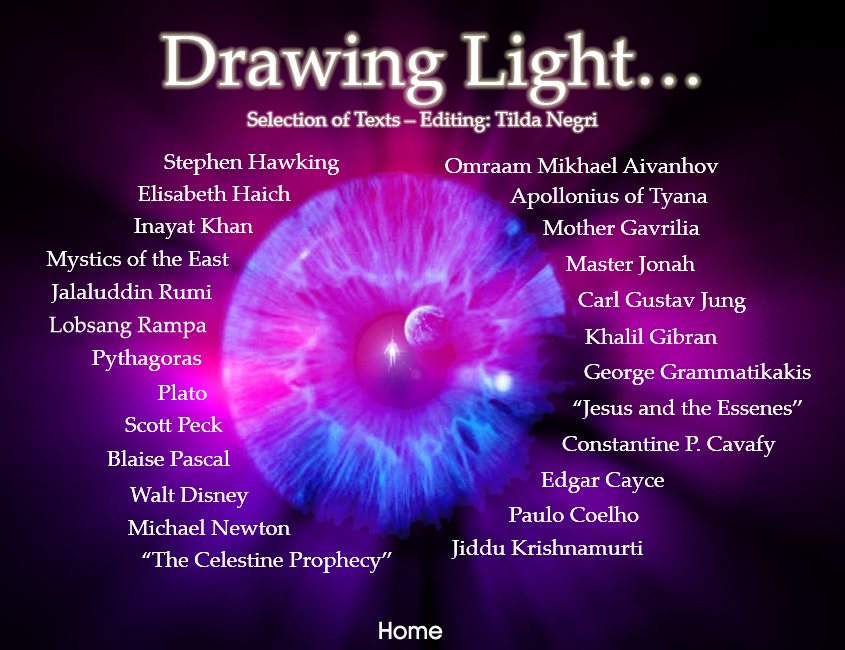 Drawing Light...
Selection of Texts – Editing: Tilda Negri
Stephen Hawking
Elisabeth Haich
Inayat Khan
Mystics of the East
Jalaluddin Rumi
Lobsang Rampa
Pythagoras
Plato
Scott Peck
Blaise Pascal
Walt Disney
Michael Newton
“The Celestine Prophecy”
Omraam Mikhael Aivanhov
Apollonius of Tyana
Mother Gavrilia
Master Jonah
Carl Gustav Jung
Khalil Gibran
George Grammatikakis
“Jesus and the Essenes”
Constantine P. Cavafy
Edgar Cayce
Paulo Coelho
Jiddu Krishnamurti
Home